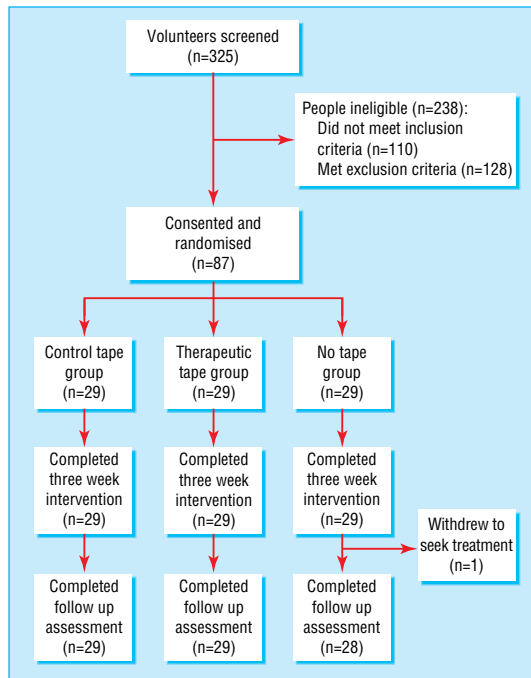 Volunteers screened
(n=325)
People ineligible (n=238):
Did not meet inclusion
criteria (n=110)
Met exclusion criteria (n=128)
Consented and
randomised
(n=87)
Control tape
group
(n=29)
Therapeutic
tape group
(n=29)
No tape
group
(n=29)
Completed
three week
intervention
(n=29)
Completed
three week
intervention
(n=29)
Completed
three week
intervention
(n=29)
Withdrew to
seek treatment
(n=1)
Completed
follow up
assessment
(n=29)
Completed
follow up
assessment
(n=29)
Completed
follow up
assessment
(n=28)